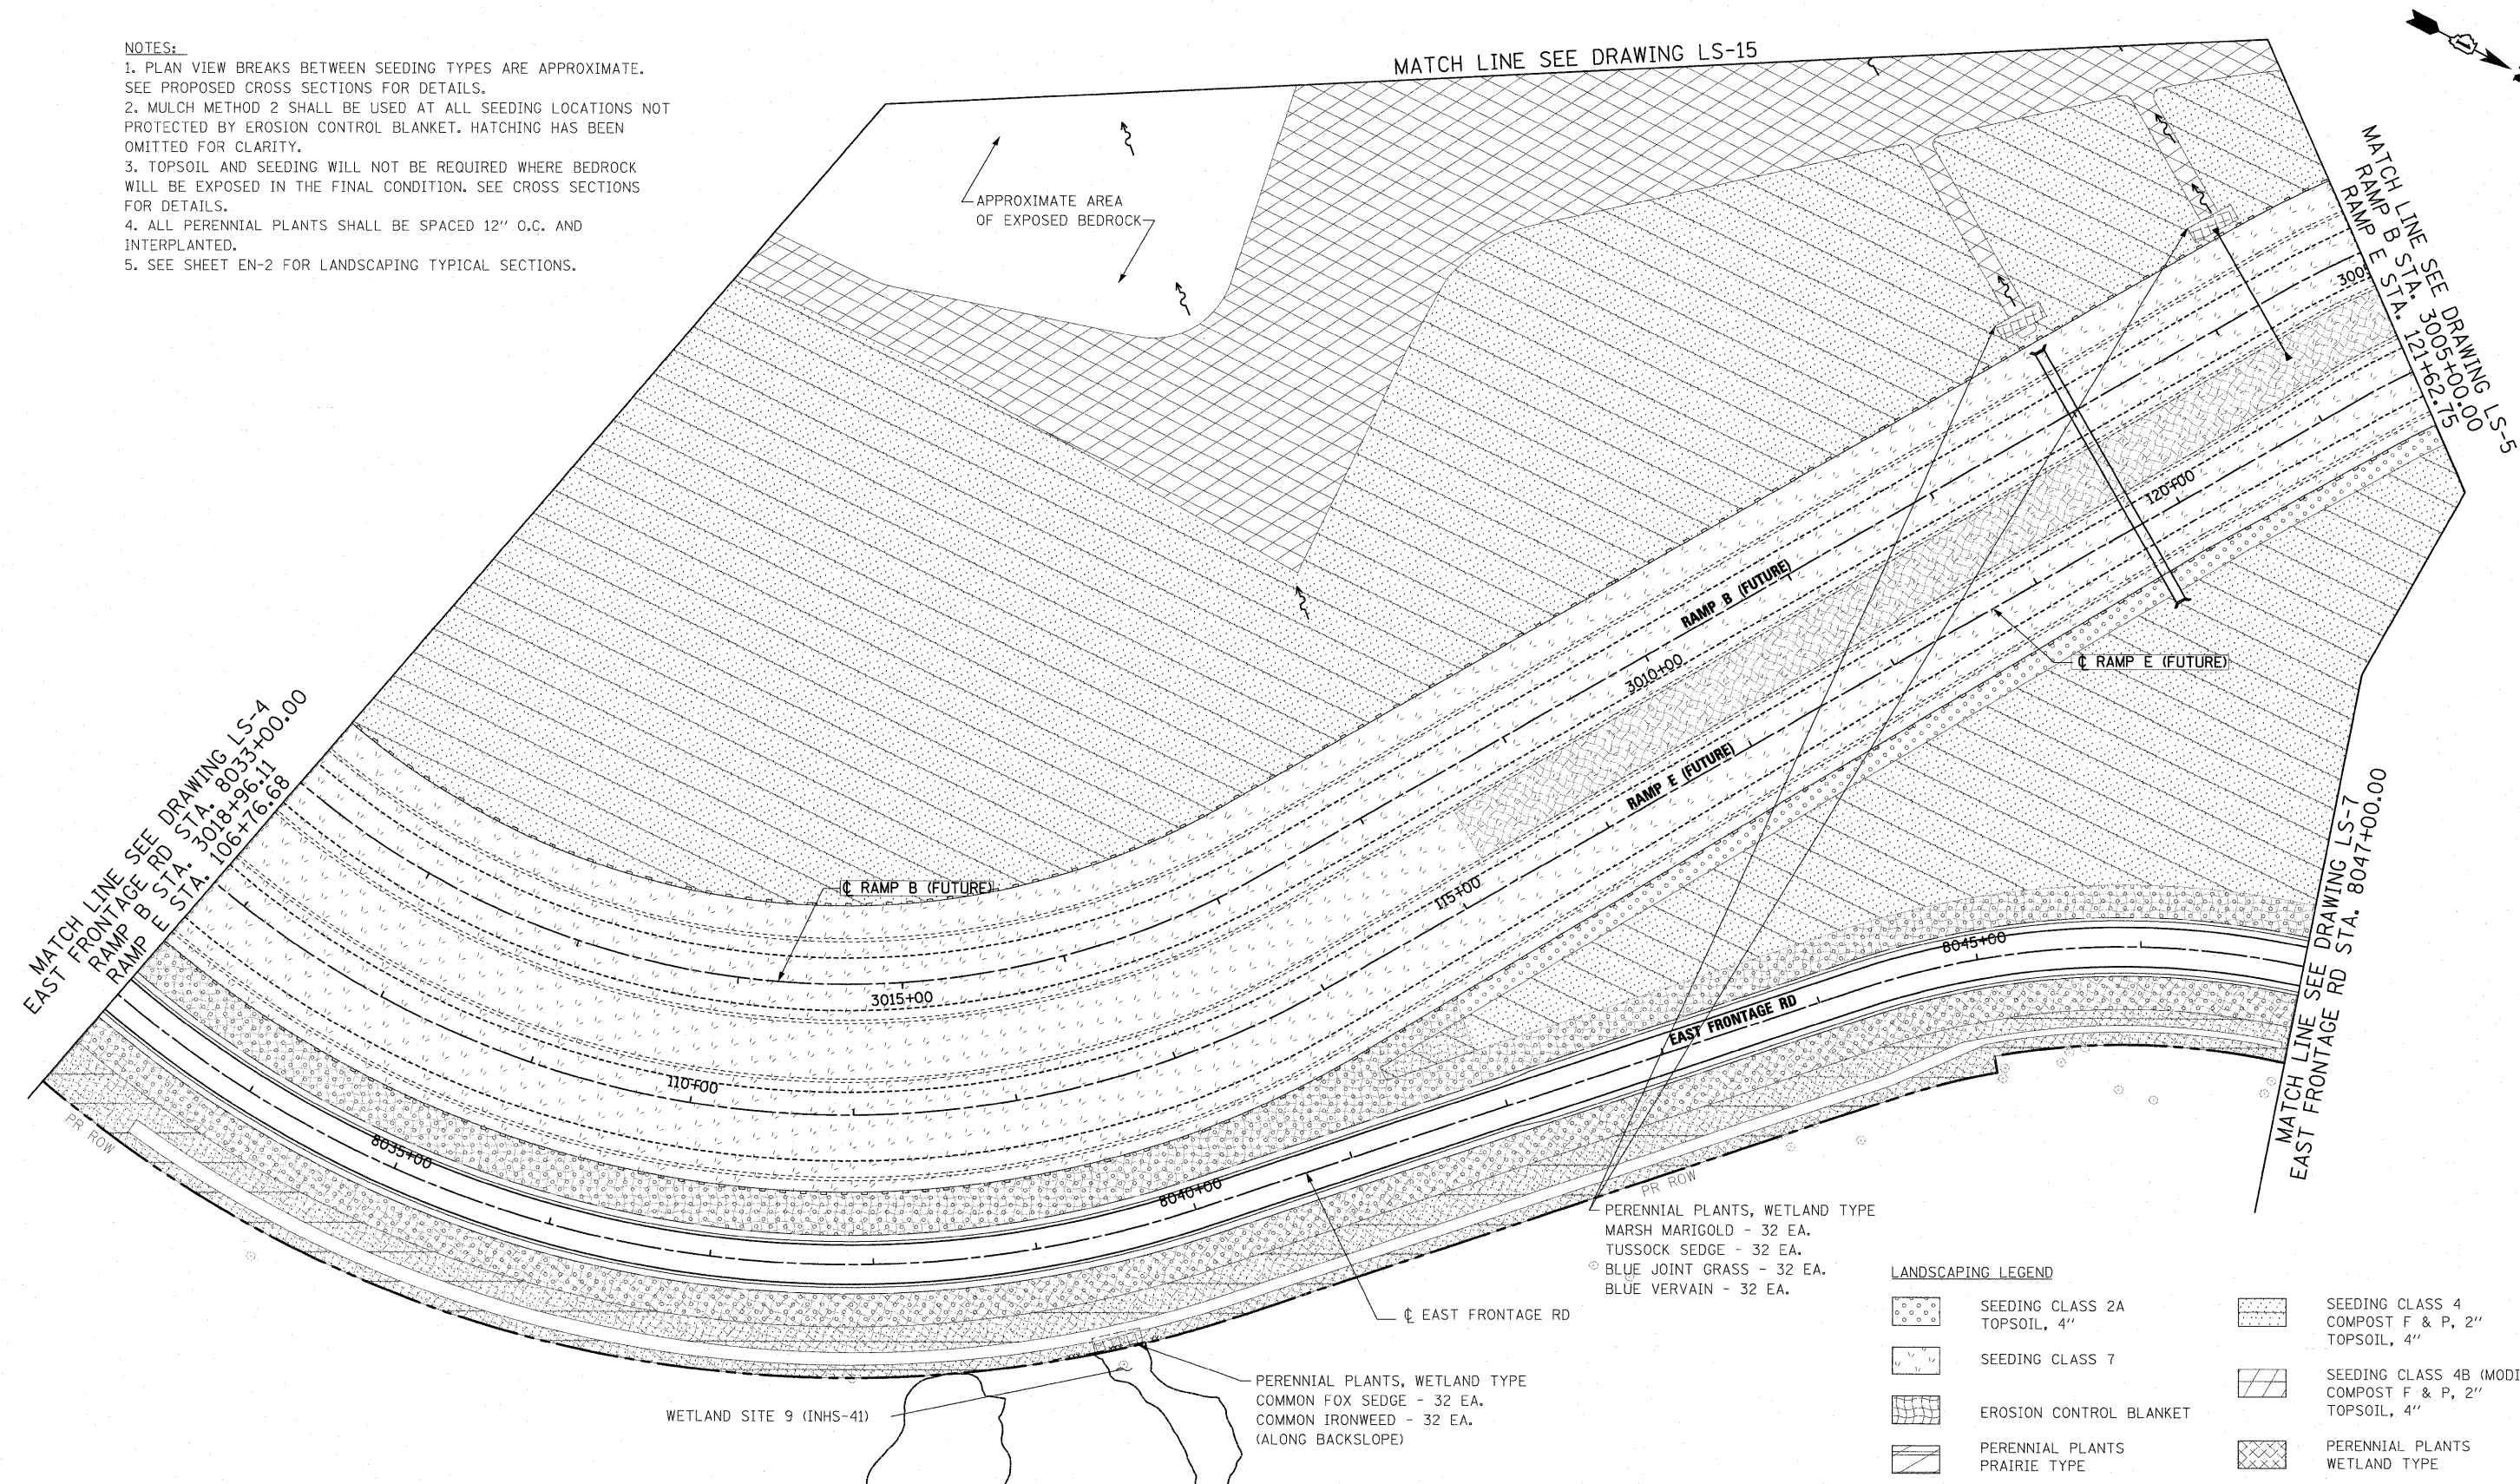 NOTES:
1. PLAN VIEW BREAKS BETWEEN SEEDING TYPES ARE APPROXIMATE.
SEE PROPOSED CROSS SECTIONS FOR DETAILS.
2. MULCH METHOD 2 SHALL BE USED AT ALL SEEDING LOCATIONS NOT
PROTECTED BY EROSION CONTROL BLANKET. HATCHING HAS BEEN
OMITTED FOR CLARITY.
3. TOPSOIL AND SEEDING WILL NOT BE REQUIRED WHERE BEDROCK
WILL BE EXPOSED IN THE FINAL CONDITION. SEE CROSS SECTIONS
FOR DETAILS.
4. ALL PERENNIAL PLANTS SHALL BE SPACED 12" O.C. AND
INTERPLANTED.
5. SEE SHEET EN-2 FOR LANDSCAPING TYPICAL SECTIONS.
MATCH LINE SEE DRAWING LS-15
APPROXIMATE AREA
OF EXPOSED BEDROCK
MATCH LINE SEE DRAWING LS-5
RAMP B STA. 3005+00.00
RAMP E STA. 121+62.75
3005
120+00
RAMP B (FUTURE)
3010+00
℄ RAMP E (FUTURE)
RAMP E (FUTURE)
MATCH LINE SEE DRAWING LS-4
EAST FRONTAGE RD STA. 8033+00.00
RAMP B STA. 3018+96.11
RAMP E STA. 106+76.68
℄ RAMP B (FUTURE)
115+00
3015+00
8045+00
EAST FRONTAGE RD
110+00
MATCH LINE SEE DRAWING LS-7
EAST FRONTAGE RD STA. 8047+00.00
PR ROW
8035+00
8040+00
PR ROW
PERENNIAL PLANTS, WETLAND TYPE
MARSH MARIGOLD - 32 EA.
TUSSOCK SEDGE - 32 EA.
BLUE JOINT GRASS - 32 EA.
BLUE VERVAIN - 32 EA.
℄ EAST FRONTAGE RD
PERENNIAL PLANTS, WETLAND TYPE
COMMON FOX SEDGE - 32 EA.
COMMON IRONWEED - 32 EA.
(ALONG BACKSLOPE)
WETLAND SITE 9 (INHS-41)
LANDSCAPING LEGEND
SEEDING CLASS 2A
TOPSOIL, 4"
SEEDING CLASS 7
EROSION CONTROL BLANKET
PERENNIAL PLANTS
PRAIRIE TYPE
SEEDING CLASS 4
COMPOST F & P, 2"
TOPSOIL, 4"
SEEDING CLASS 4B (MODI
COMPOST F & P, 2"
TOPSOIL, 4"
PERENNIAL PLANTS
WETLAND TYPE